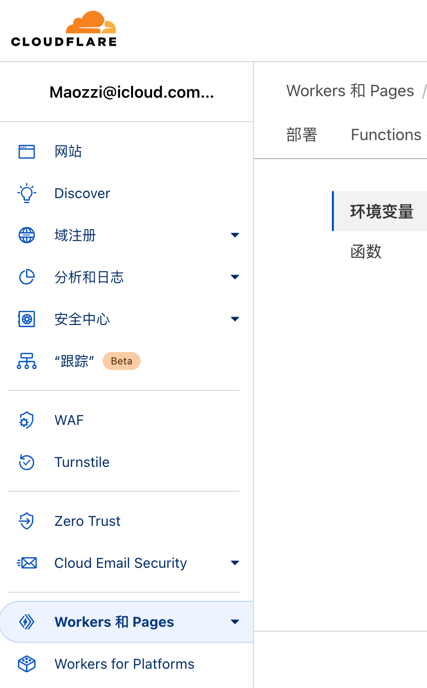 CLOUDFLARE
Maozzi@icloud.com...
Workers 和 Pages /
部署 Functions
网站
Discover
域注册
分析和日志
安全中心
“跟踪” Beta
WAF
Turnstile
Zero Trust
Cloud Email Security
Workers 和 Pages
Workers for Platforms
环境变量
函数